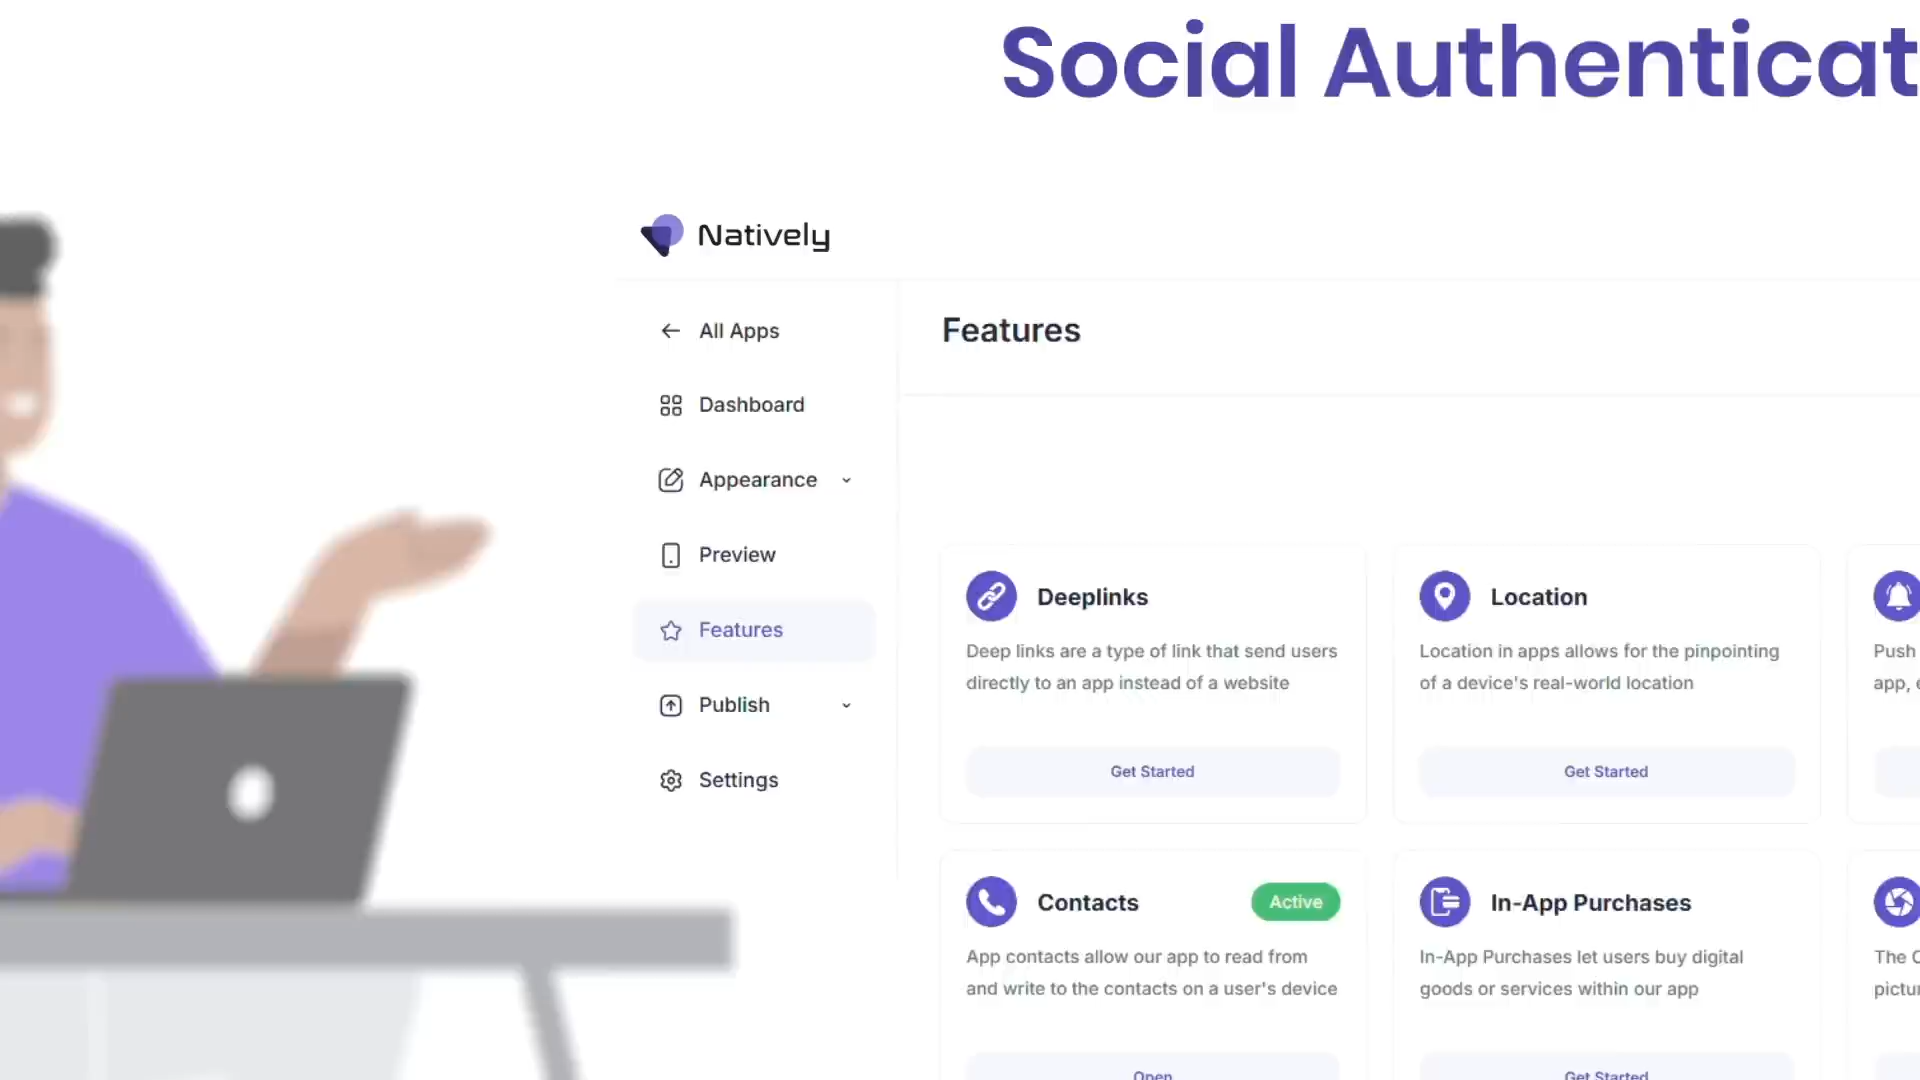 Social Authenticat
Natively
All Apps
Dashboard
Appearance
Preview
Features
Publish
Settings
Features
Deeplinks
Deep links are a type of link that send users
directly to an app instead of a website
Get Started
Location
Location in apps allows for the pinpointing
of a device's real-world location
Get Started
Push
app, e
Contacts
Active
App contacts allow our app to read from
and write to the contacts on a user's device
Open
In-App Purchases
In-App Purchases let users buy digital
goods or services within our app
Get Started
The C
pictur